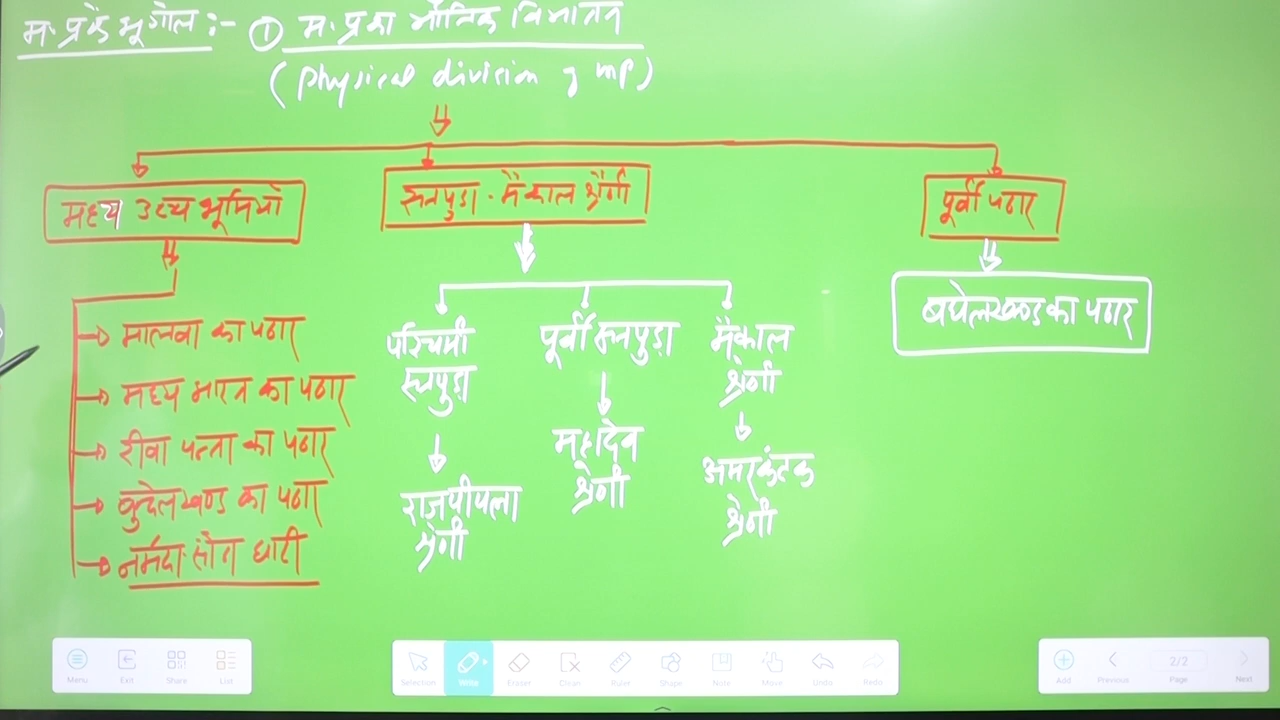 म. प्र के भूगोल :- ① म. प्र का भौतिक विभाजन
(physical division of mp)
मध्य उच्च भूमियाँ
सतपुड़ा - मैकाल श्रेणी
पूर्वी पठार
मालवा का पठार
मध्य भारत का पठार
रीवा पन्ना का पठार
बुन्देलखण्ड का पठार
नर्मदा-सोन घाटी
पश्चिमी
सतपुड़ा
राजपीपला
श्रेणी
पूर्वी सतपुड़ा
महादेव
श्रेणी
मैकाल
श्रेणी
अमरकंटक
श्रेणी
बघेलखण्ड का पठार
Menu Exit Share List
Selection Write Eraser Clean Ruler Shape Note Move Undo Redo
2/2
Add Previous Page Next